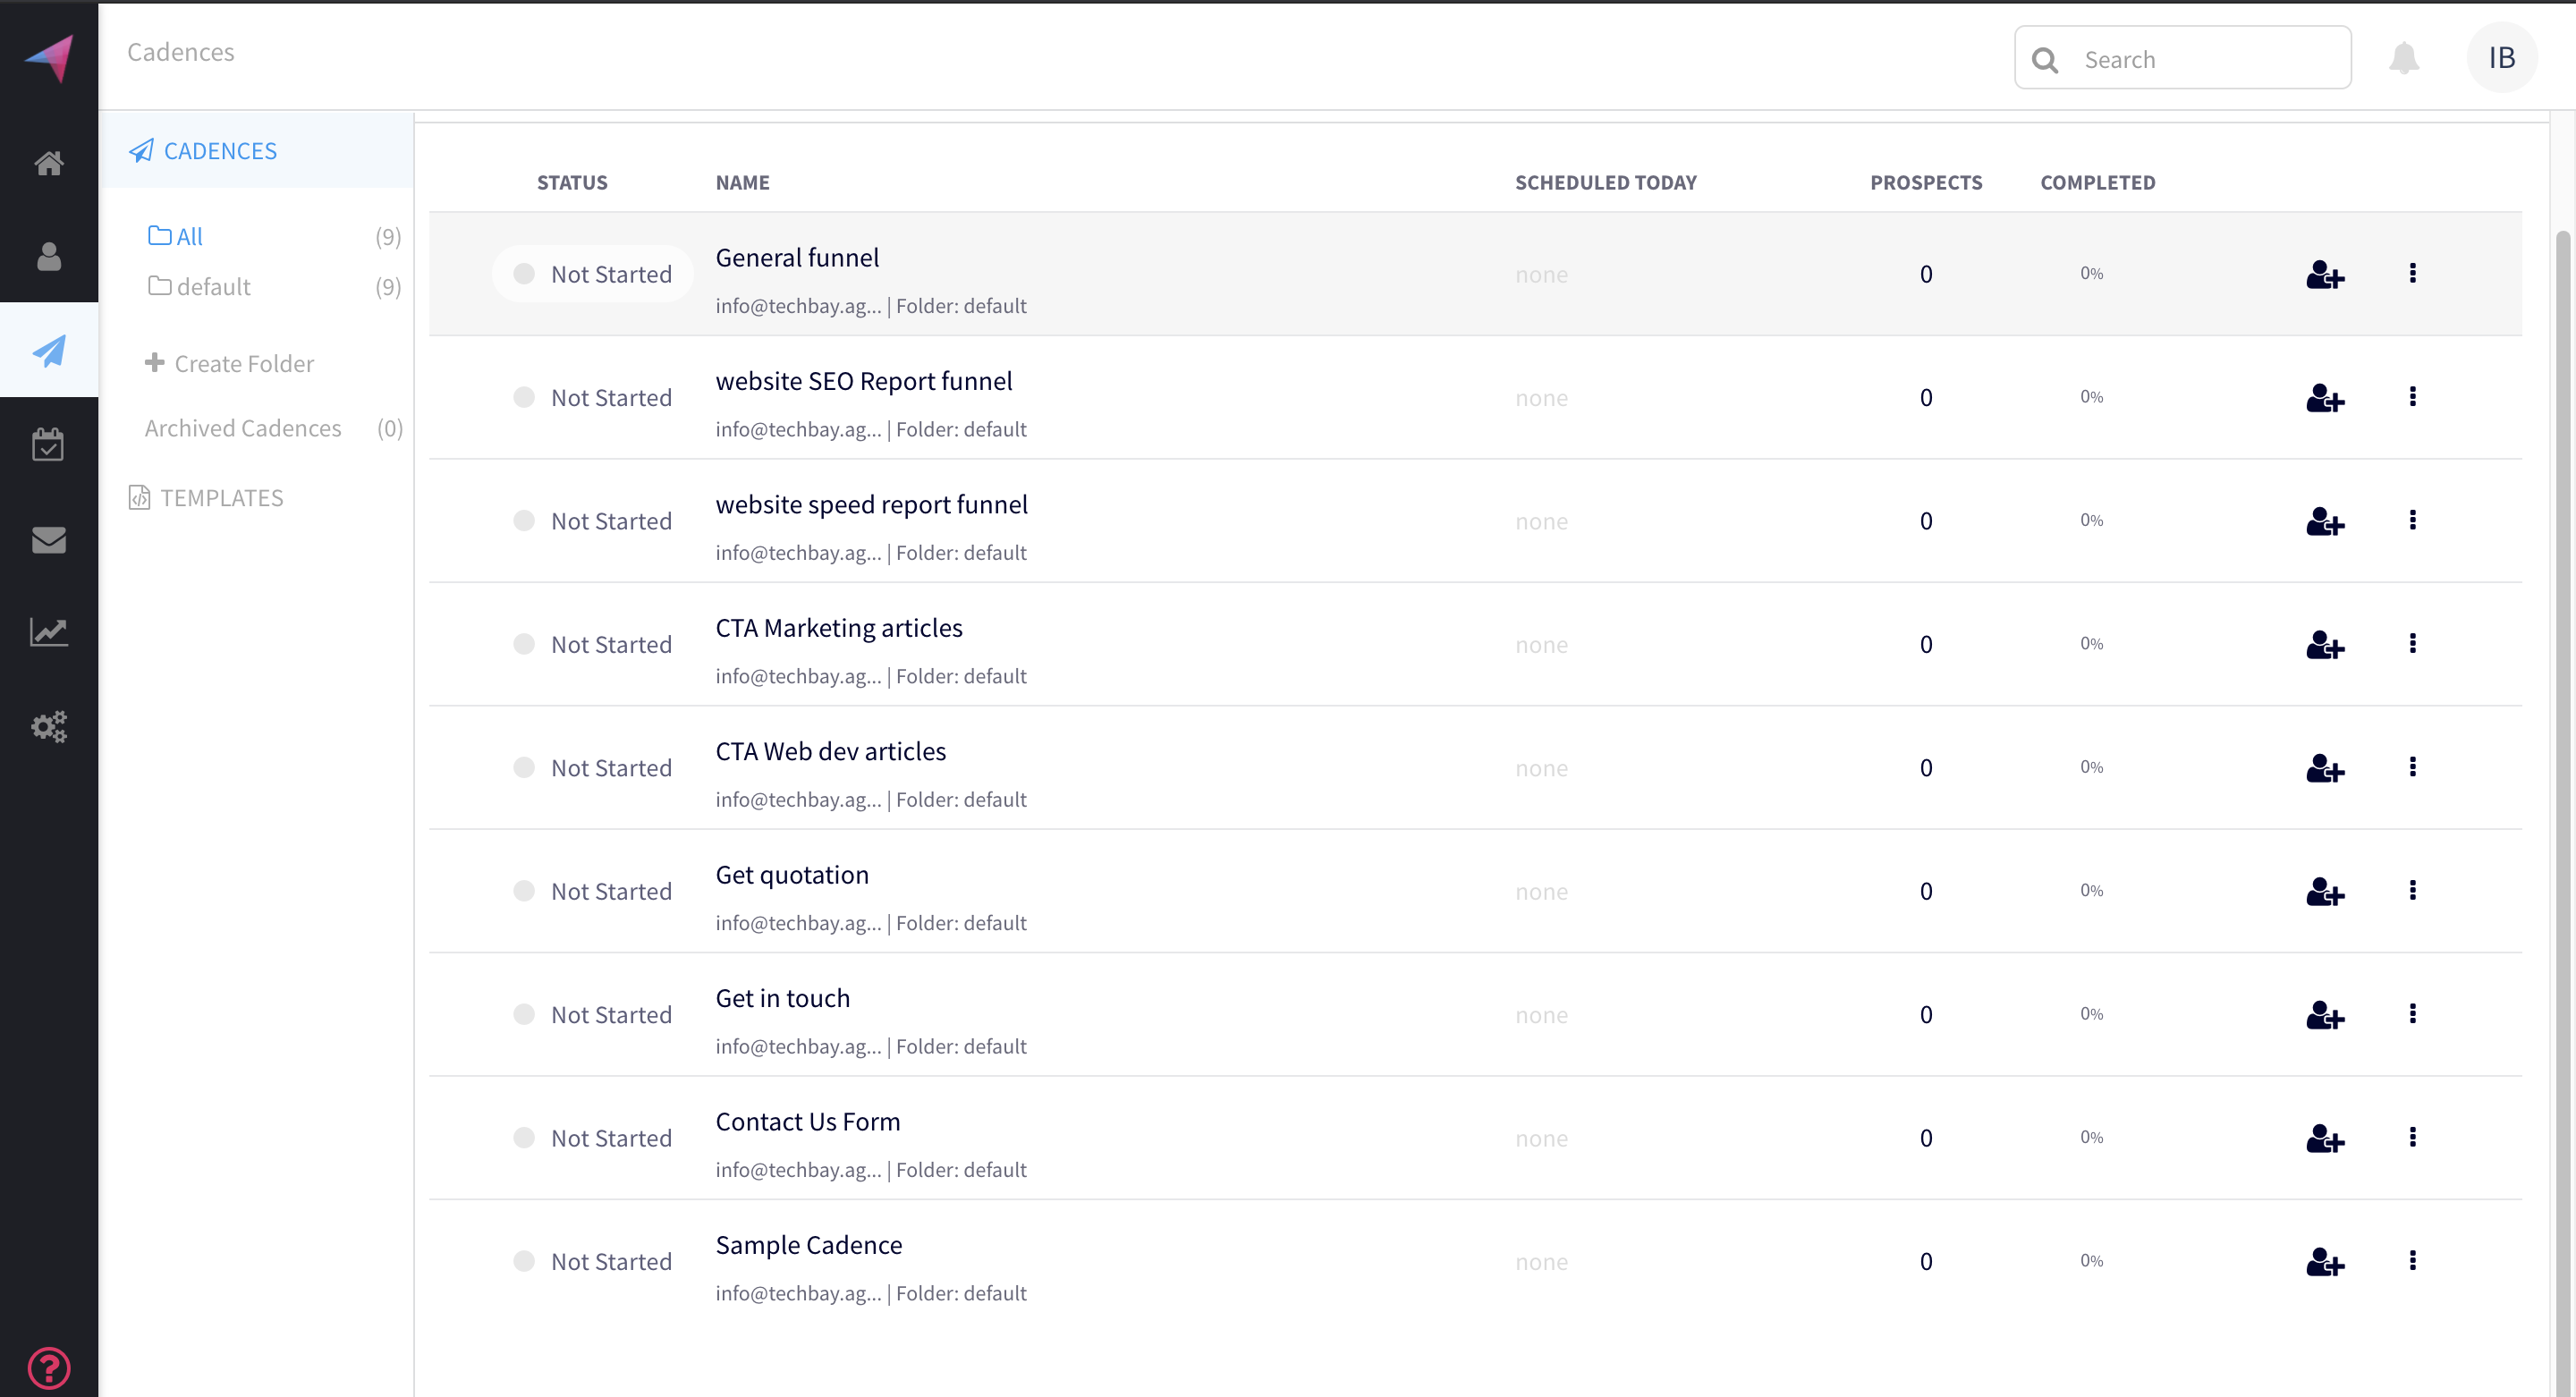 Cadences
Search
IB
CADENCES
All (9)
default (9)
Create Folder
Archived Cadences (0)
TEMPLATES
STATUS NAME SCHEDULED TODAY PROSPECTS COMPLETED
Not Started General funnel none 0 0%
info@techbay.ag... | Folder: default
Not Started website SEO Report funnel none 0 0%
info@techbay.ag... | Folder: default
Not Started website speed report funnel none 0 0%
info@techbay.ag... | Folder: default
Not Started CTA Marketing articles none 0 0%
info@techbay.ag... | Folder: default
Not Started CTA Web dev articles none 0 0%
info@techbay.ag... | Folder: default
Not Started Get quotation none 0 0%
info@techbay.ag... | Folder: default
Not Started Get in touch none 0 0%
info@techbay.ag... | Folder: default
Not Started Contact Us Form none 0 0%
info@techbay.ag... | Folder: default
Not Started Sample Cadence none 0 0%
info@techbay.ag... | Folder: default